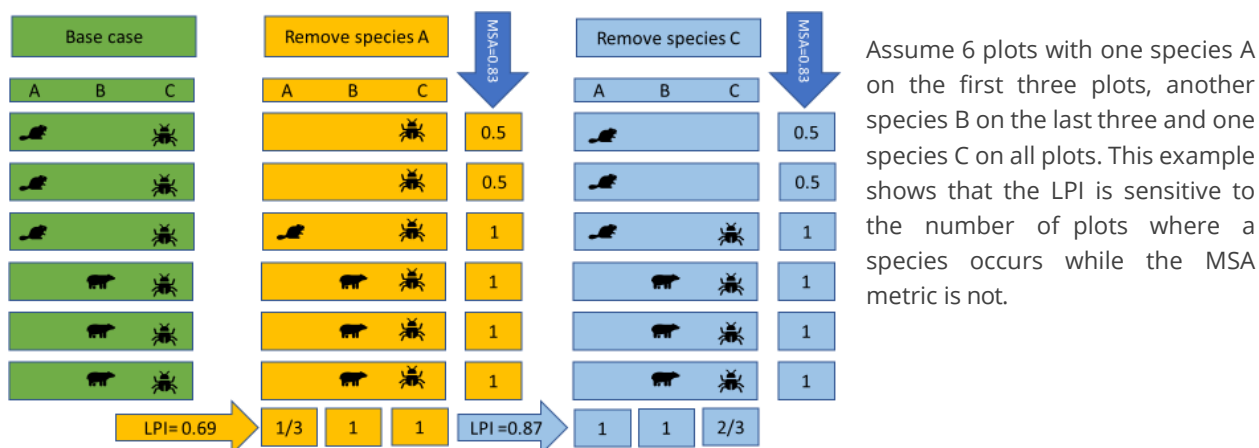 Base case
A B C
Remove species A
A B C
MSA=0.83
0.5
0.5
1
1
1
1
LPI= 0.69
1/3 1 1
Remove species C
A B C
MSA=0.83
0.5
0.5
1
1
1
1
LPI =0.87
1 1 2/3
Assume 6 plots with one species A
on the first three plots, another
species B on the last three and one
species C on all plots. This example
shows that the LPI is sensitive to
the number of plots where a
species occurs while the MSA
metric is not.